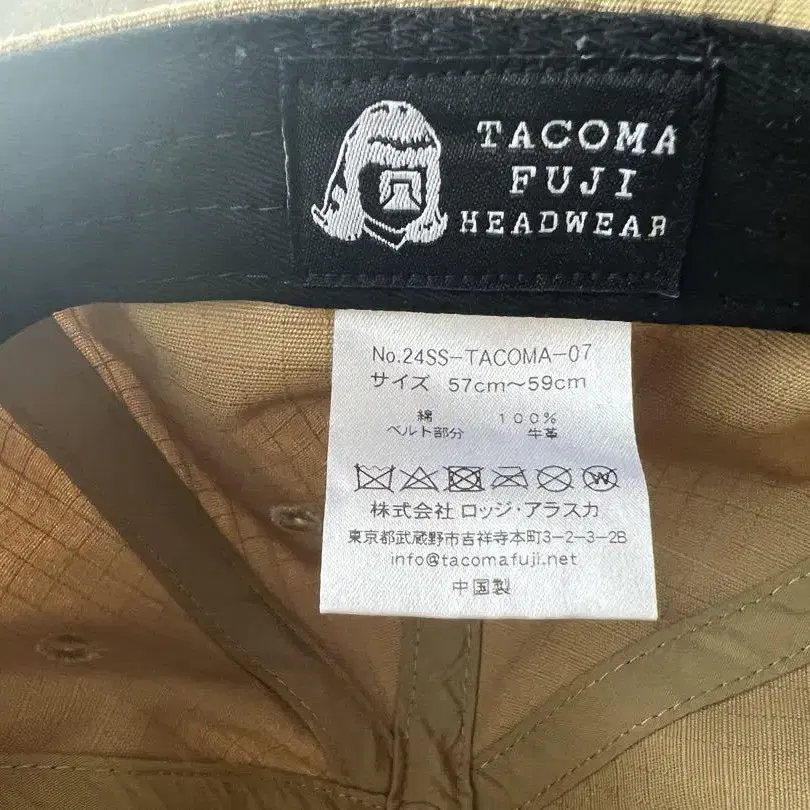 TACOMA
FUJI
HEADWEAR
No.24SS-TACOMA-07
サイズ 57cm～59cm
綿 100%
ベルト部分 牛革
株式会社 ロッジ・アラスカ
東京都武蔵野市吉祥寺本町3-2-3-2B
info@tacomafuji.net
中国製